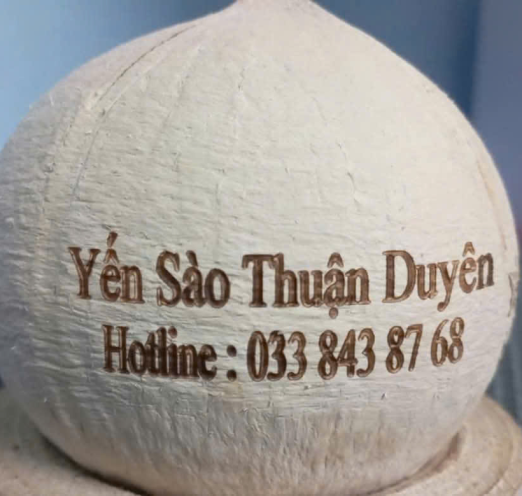 Yến Sào Thuận Duyên
Hotline : 033 843 87 68